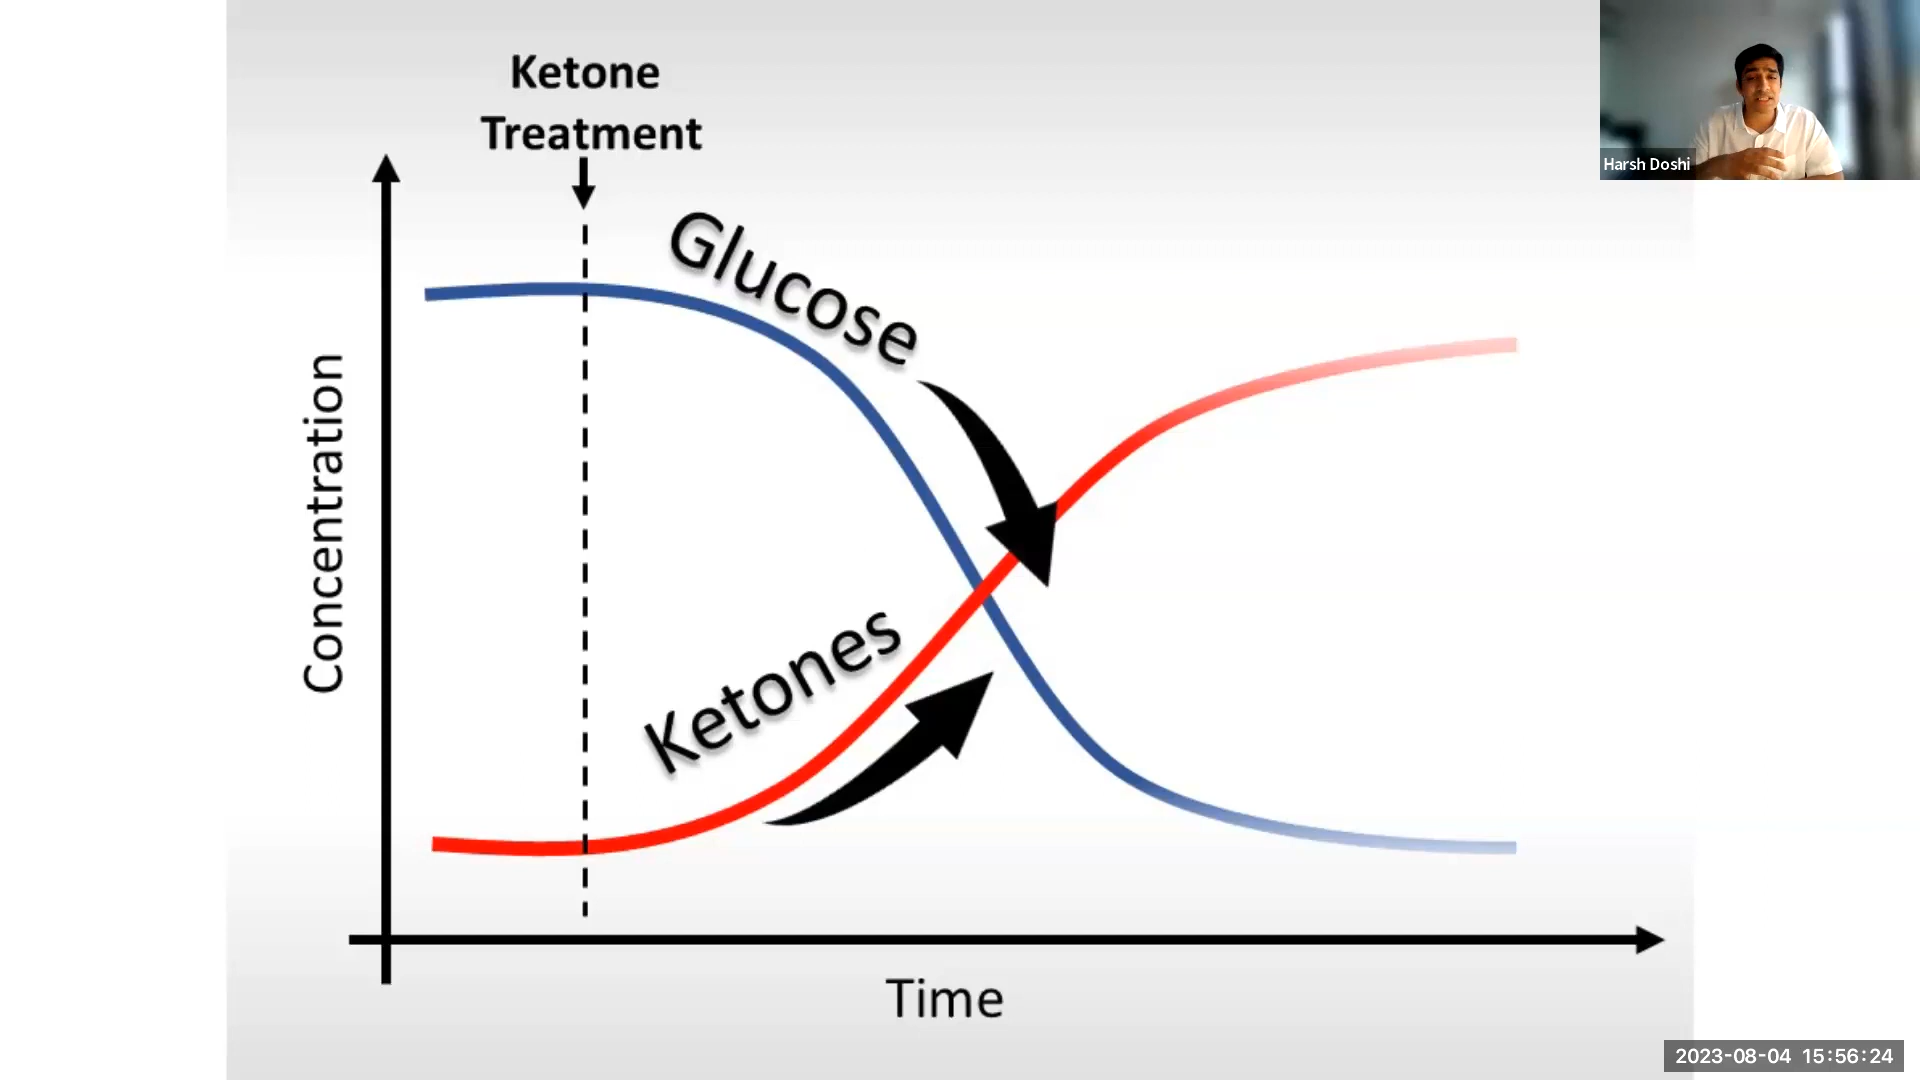 Ketone
Treatment
Harsh Doshi
Glucose
Concentration
Ketones
Time
2023-08-04 15:56:24